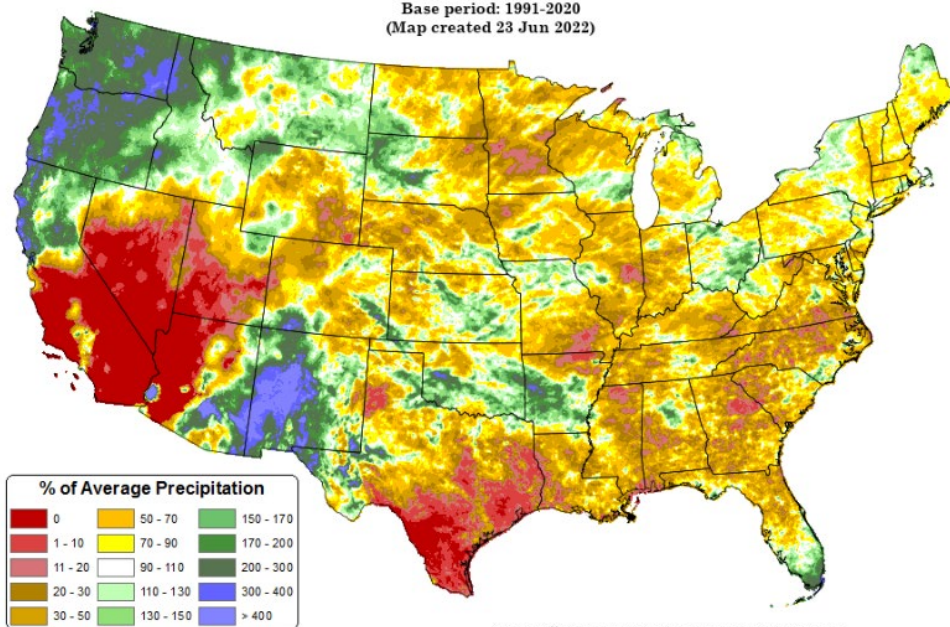 Base period: 1991-2020
(Map created 23 Jun 2022)
% of Average Precipitation
0
50 - 70
150 - 170
1 - 10
70 - 90
170 - 200
11 - 20
90 - 110
200 - 300
20 - 30
110 - 130
300 - 400
30 - 50
130 - 150
> 400